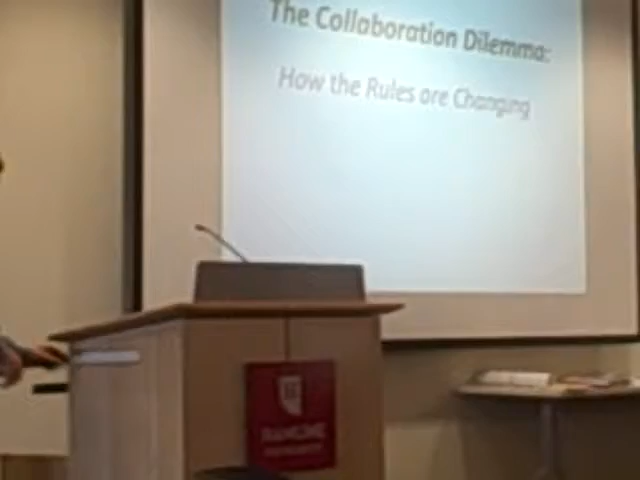 The Collaboration Dilemma:
How the Rules are Changing